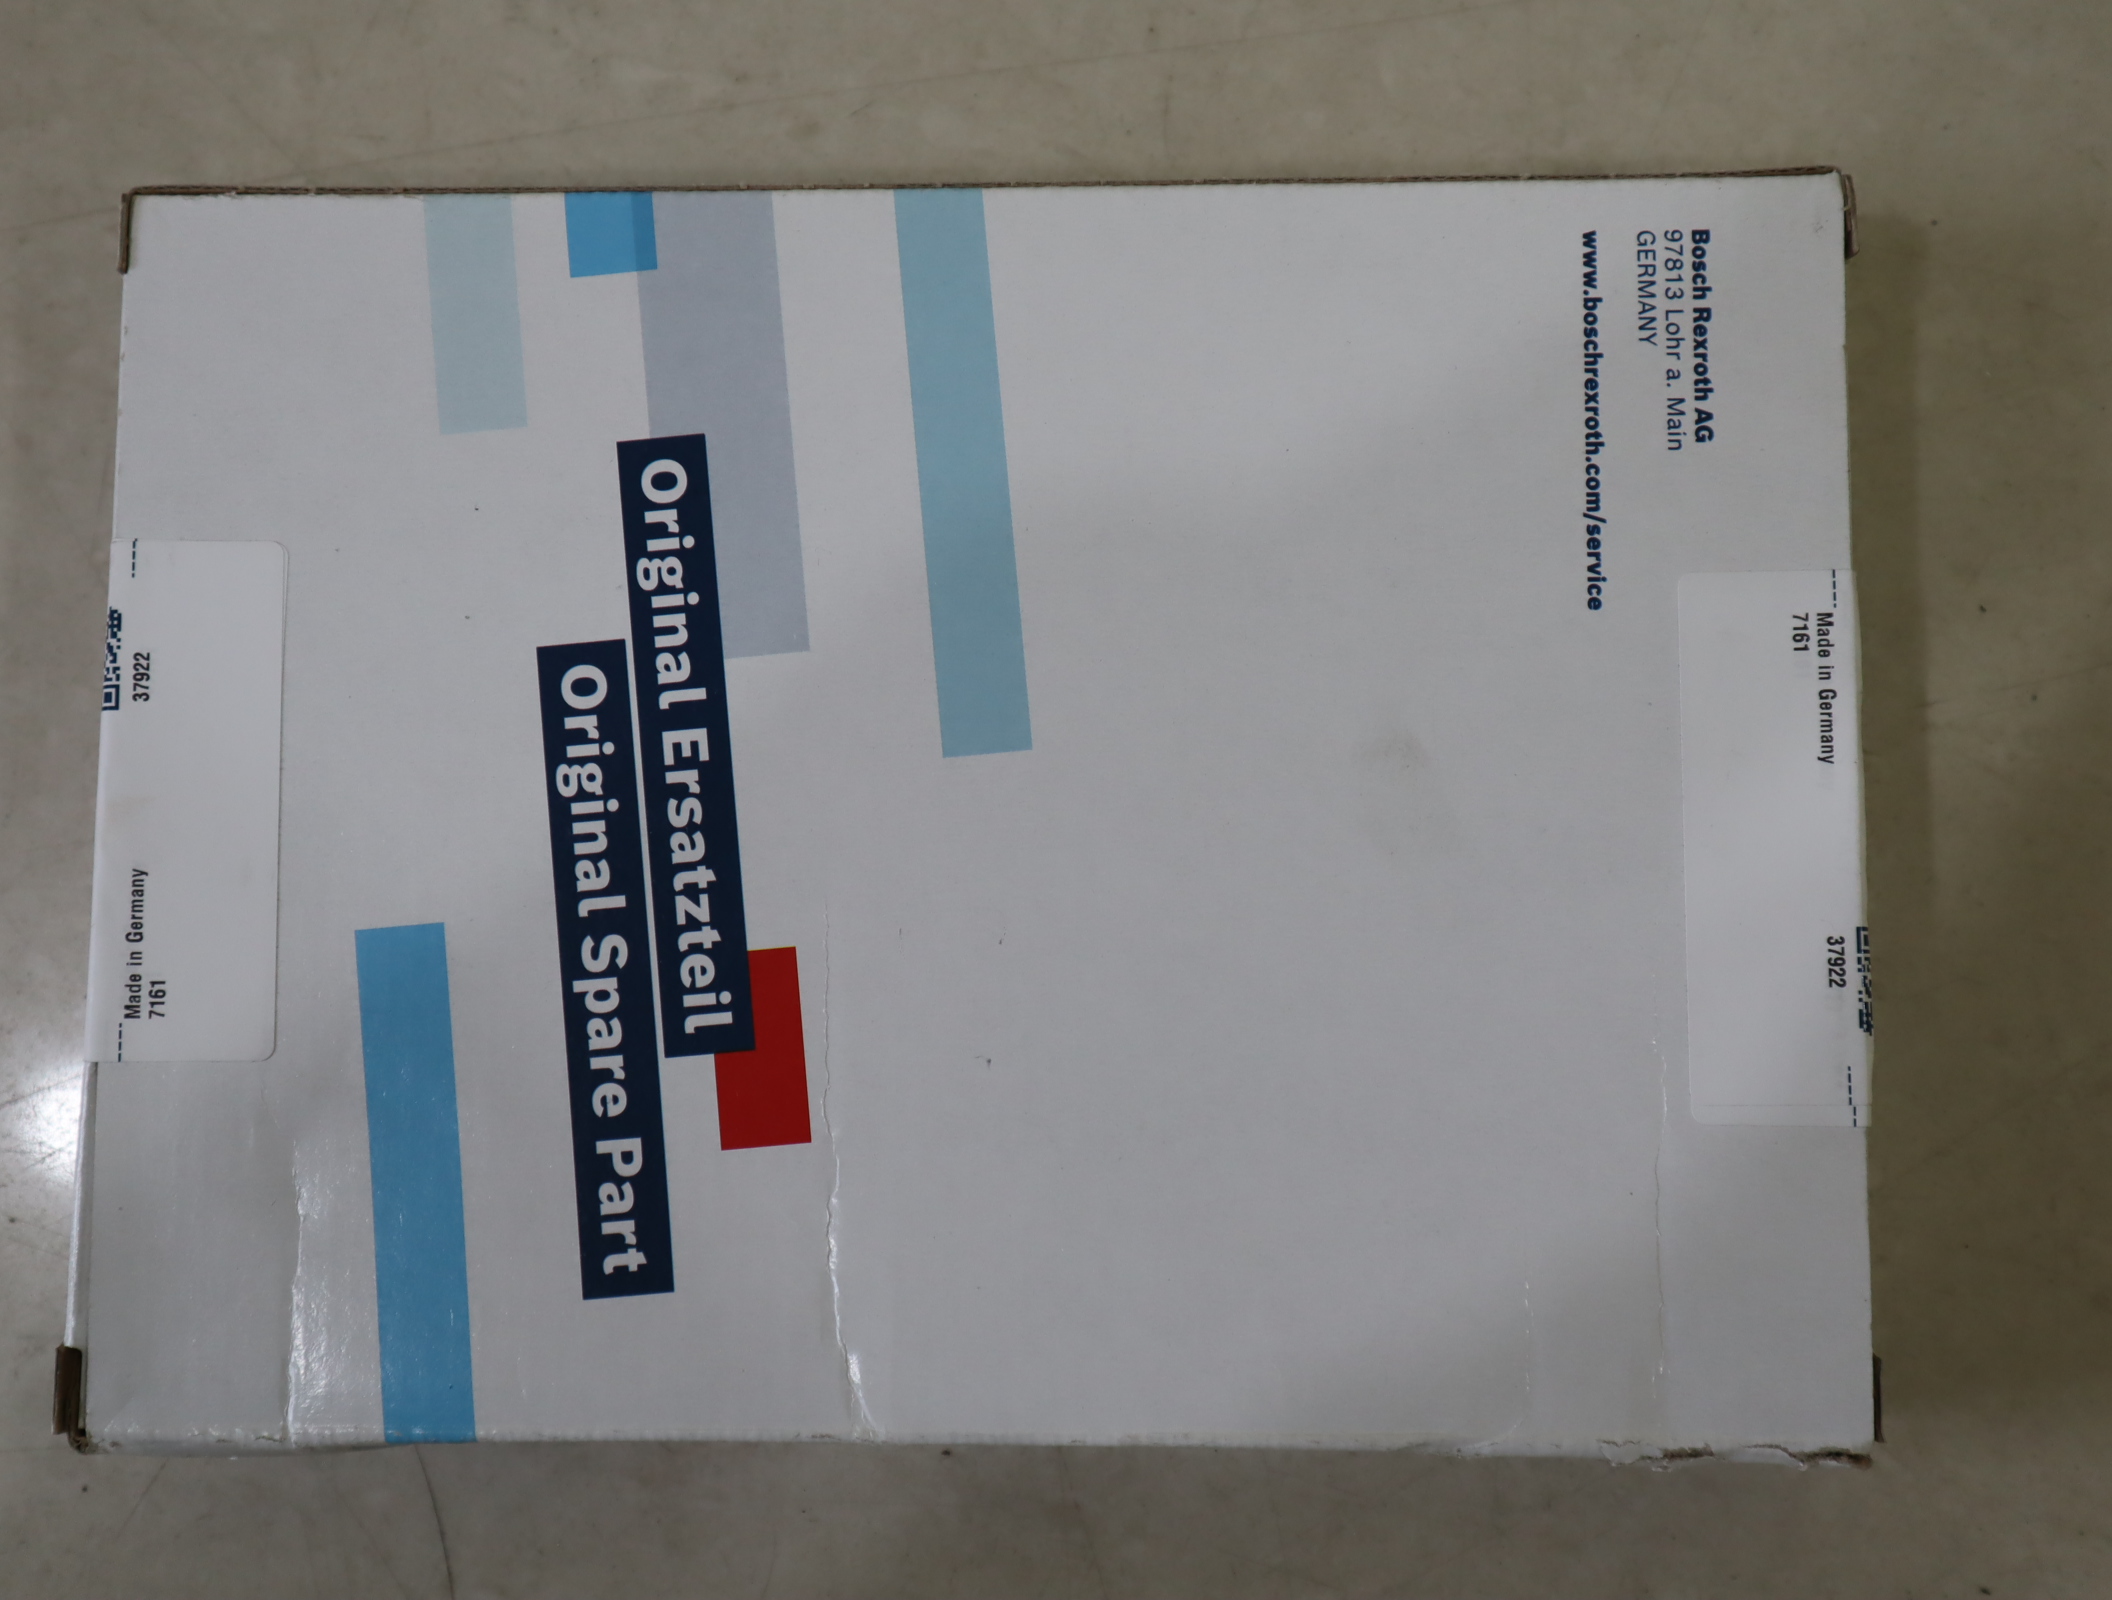 Bosch Rexroth AG
97813 Lohr a. Main
GERMANY
www.boschrexroth.com/service
Original Ersatzteil
Original Spare Part
Made in Germany
7161
37922
37922
Made in Germany
7161